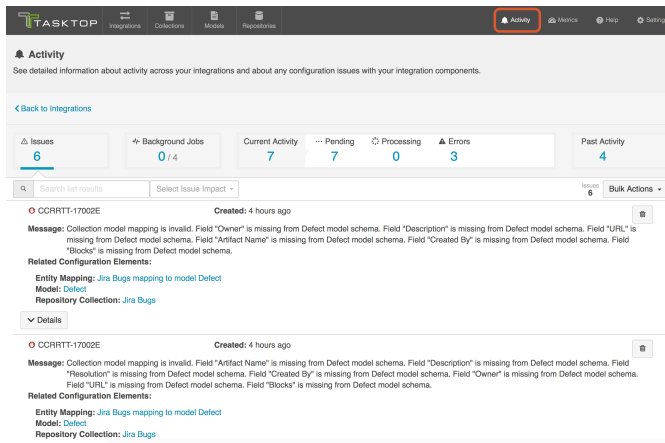 TASKTOP
Integrations Collections Models Repositories Activity Metrics Help Setting
Activity
See detailed information about activity across your integrations and about any configuration issues with your integration components.
Back to Integrations
Issues
6
Background Jobs
0 / 4
Current Activity
7
Pending
7
Processing
0
Errors
3
Past Activity
4
Search list results
Select Issue Impact
Issues
6
Bulk Actions
CCRRTT-17002E Created: 4 hours ago
Message: Collection model mapping is invalid. Field "Owner" is missing from Defect model schema. Field "Description" is missing from Defect model schema. Field "URL" is
missing from Defect model schema. Field "Artifact Name" is missing from Defect model schema. Field "Created By" is missing from Defect model schema. Field
"Blocks" is missing from Defect model schema.
Related Configuration Elements:
Entity Mapping: Jira Bugs mapping to model Defect
Model: Defect
Repository Collection: Jira Bugs
Details
CCRRTT-17002E Created: 4 hours ago
Message: Collection model mapping is invalid. Field "Artifact Name" is missing from Defect model schema. Field "Description" is missing from Defect model schema. Field
"Resolution" is missing from Defect model schema. Field "Created By" is missing from Defect model schema. Field "Owner" is missing from Defect model schema.
Field "URL" is missing from Defect model schema. Field "Blocks" is missing from Defect model schema.
Related Configuration Elements:
Entity Mapping: Jira Bugs mapping to model Defect
Model: Defect
Repository Collection: Jira Bugs